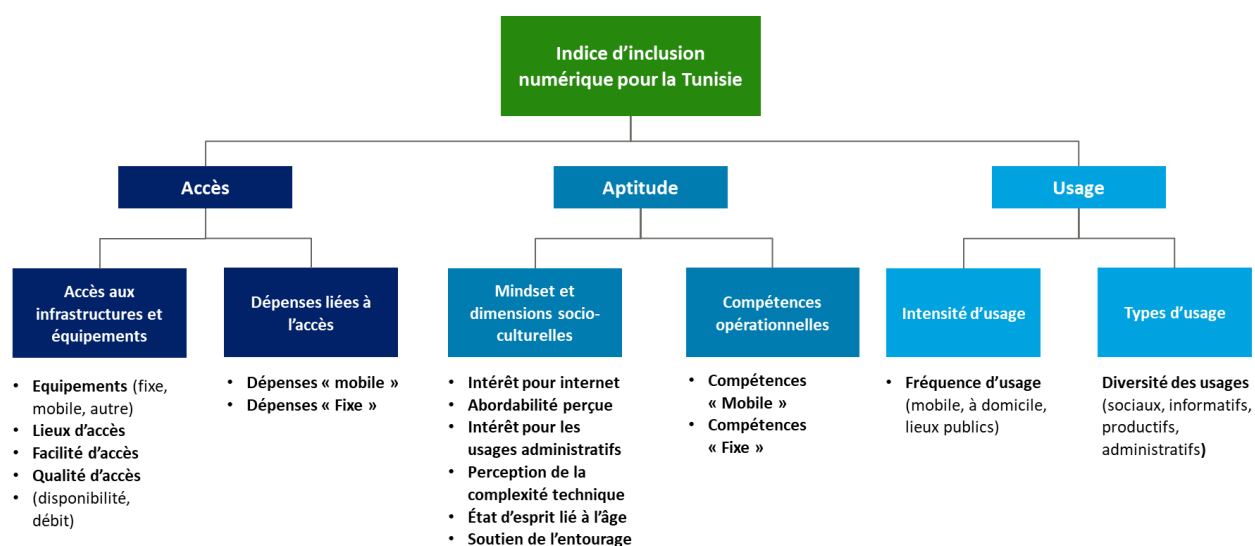 Indice d’inclusion
numérique pour la Tunisie
Accès
Aptitude
Usage
Accès aux
infrastructures et
équipements
Dépenses liées à
l’accès
Mindset et
dimensions socio-
culturelles
Compétences
opérationnelles
Intensité d’usage
Types d’usage
• Equipements (fixe,
mobile, autre)
• Lieux d’accès
• Facilité d’accès
• Qualité d’accès
• (disponibilité,
débit)
• Dépenses « mobile »
• Dépenses « Fixe »
• Intérêt pour internet
• Abordabilité perçue
• Intérêt pour les
usages administratifs
• Perception de la
complexité technique
• État d’esprit lié à l’âge
• Soutien de l’entourage
• Compétences
« Mobile »
• Compétences
« Fixe »
• Fréquence d’usage
(mobile, à domicile,
lieux publics)
Diversité des usages
(sociaux, informatifs,
productifs,
administratifs)